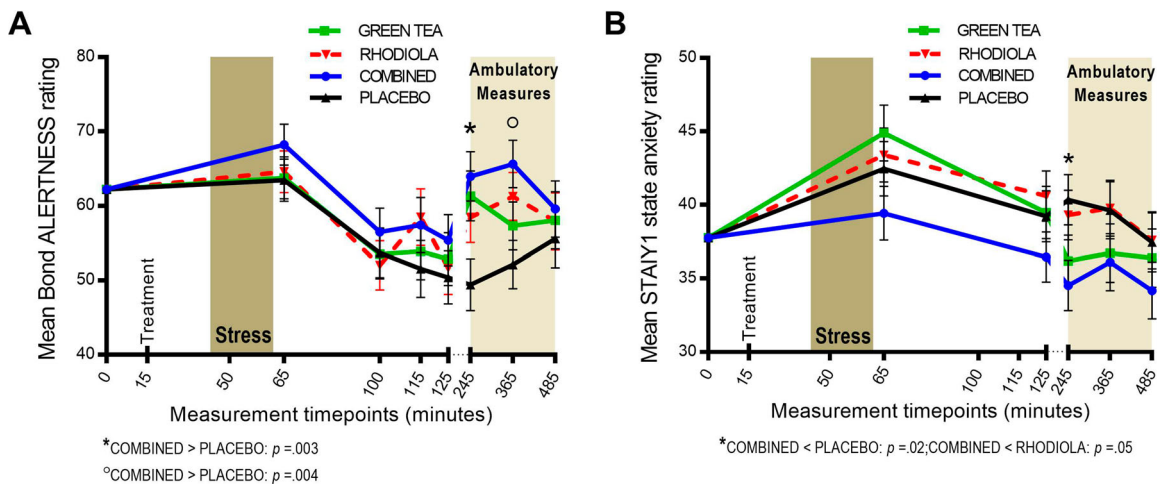 A
GREEN TEA
RHODIOLA
COMBINED
PLACEBO
Mean Bond ALERTNESS rating
80
70
60
50
40
Treatment
Stress
Ambulatory
Measures
*
○
0
15
50
65
100
115
125
245
365
485
Measurement timepoints (minutes)
*COMBINED > PLACEBO: p =.003
○COMBINED > PLACEBO: p =.004
B
GREEN TEA
RHODIOLA
COMBINED
PLACEBO
Mean STAIY1 state anxiety rating
50
45
40
35
30
Treatment
Stress
Ambulatory
Measures
*
0
15
50
65
100
115
125
245
365
485
Measurement timepoints (minutes)
*COMBINED < PLACEBO: p =.02;COMBINED < RHODIOLA: p =.05